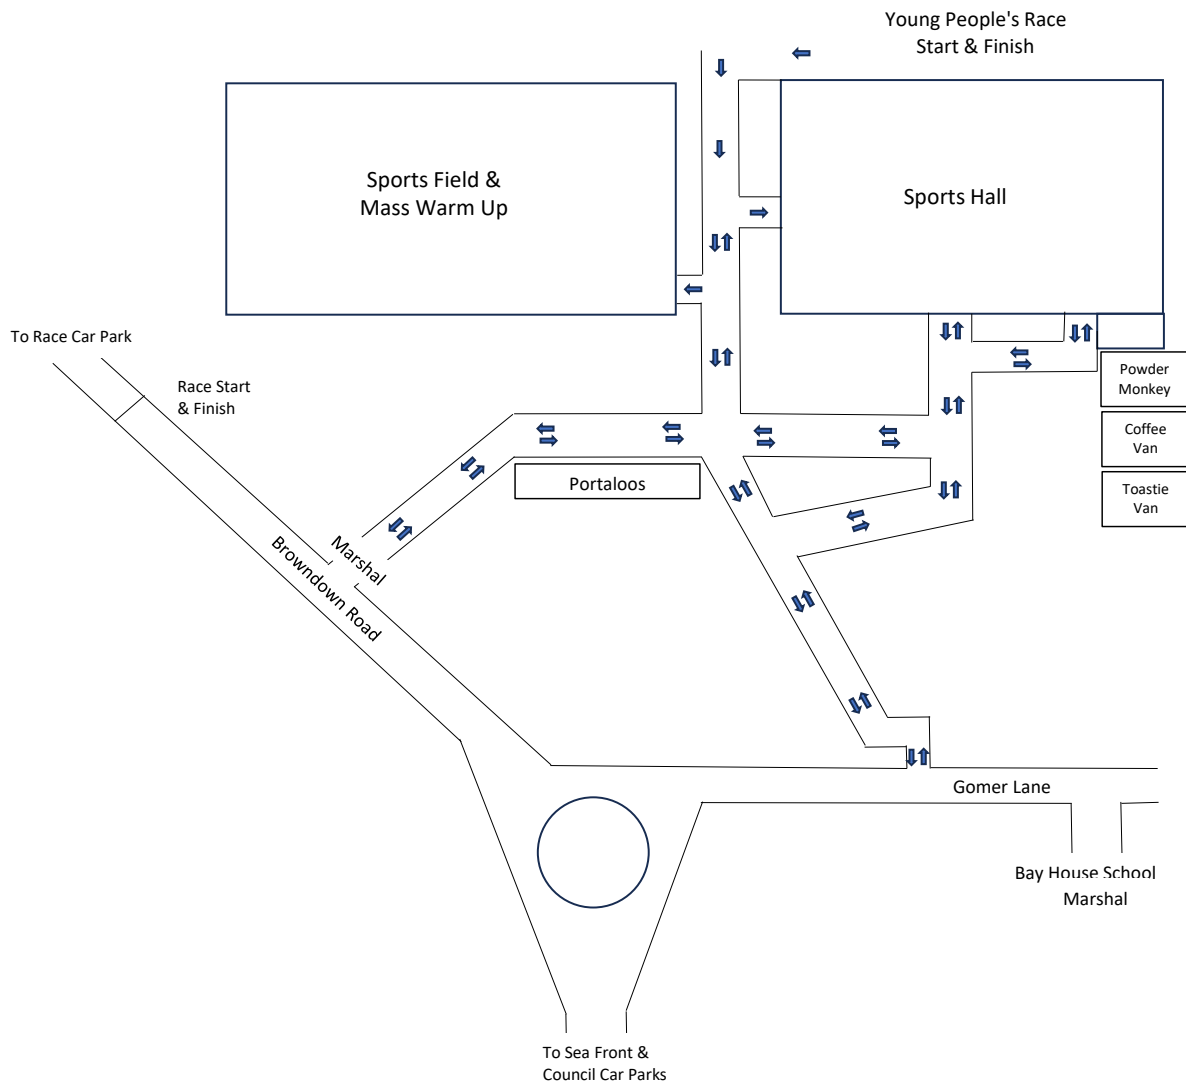 Young People's Race
Start & Finish
Sports Field &
Mass Warm Up
Sports Hall
To Race Car Park
Race Start
& Finish
Powder
Monkey
Coffee
Van
Toastie
Van
Portaloos
Marshal
Browndown Road
Gomer Lane
Bay House School
Marshal
To Sea Front &
Council Car Parks